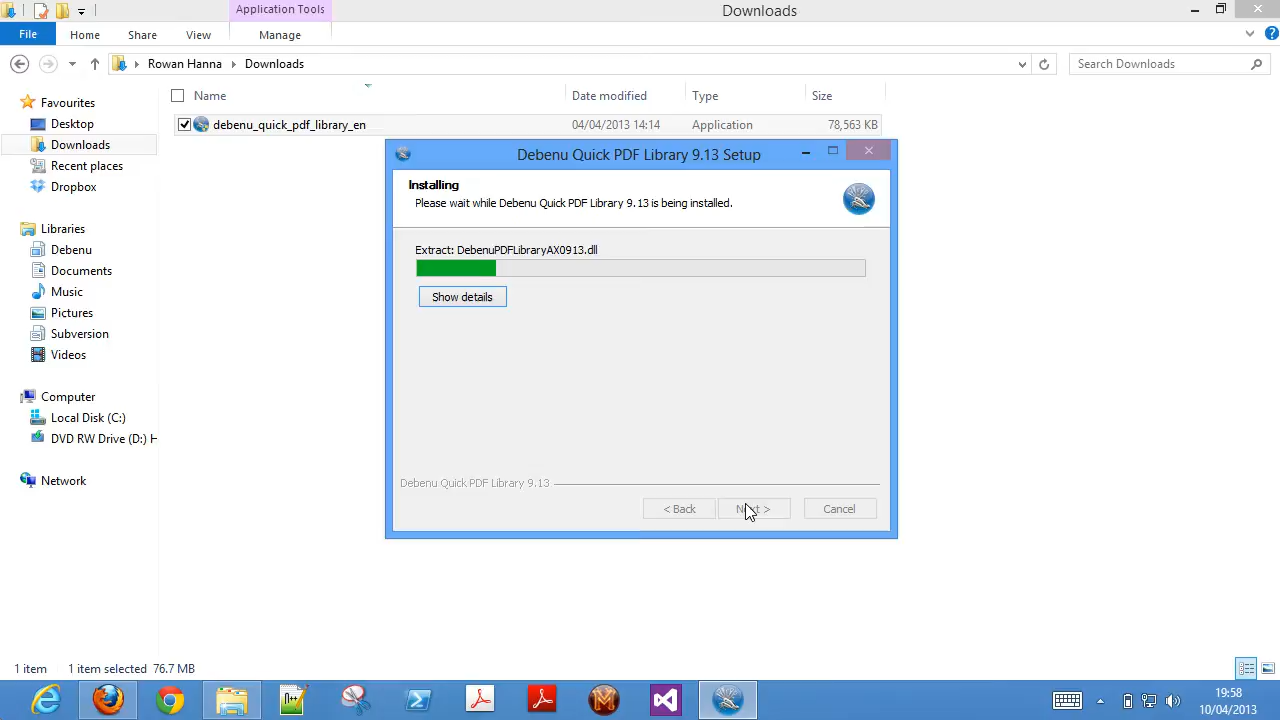 Application Tools
Downloads
File
Home
Share
View
Manage
Rowan Hanna
Downloads
Search Downloads
Favourites
Desktop
Downloads
Recent places
Dropbox
Libraries
Debenu
Documents
Music
Pictures
Subversion
Videos
Computer
Local Disk (C:)
DVD RW Drive (D:) H
Network
Name
Date modified
Type
Size
debenu_quick_pdf_library_en
04/04/2013 14:14
Application
78,563 KB
Debenu Quick PDF Library 9.13 Setup
Installing
Please wait while Debenu Quick PDF Library 9.13 is being installed.
Extract: DebenuPDFLibraryAX0913.dll
Show details
Debenu Quick PDF Library 9.13
< Back
Next >
Cancel
1 item
1 item selected 76.7 MB
19:58
10/04/2013